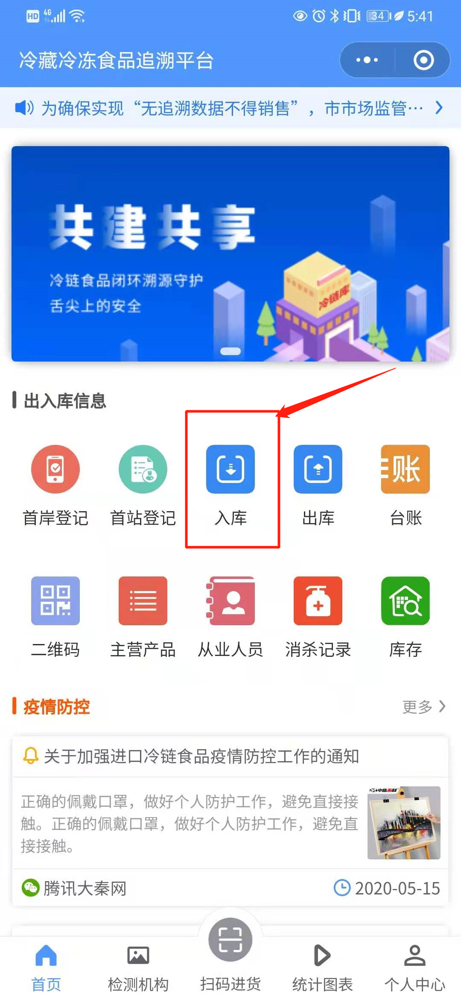 HD 4G 34 5:41
冷藏冷冻食品追溯平台
为确保实现“无追溯数据不得销售”，市市场监管…
共建共享
冷链食品闭环溯源守护
舌尖上的安全
冷链库
出入库信息
账
首岸登记 首站登记 入库 出库 台账
二维码 主营产品 从业人员 消杀记录 库存
疫情防控 更多
关于加强进口冷链食品疫情防控工作的通知
正确的佩戴口罩，做好个人防护工作，避免直接接
触。正确的佩戴口罩，做好个人防护工作，避免直
接接触。
中盛画材
腾讯大秦网 2020-05-15
首页 检测机构 扫码进货 统计图表 个人中心